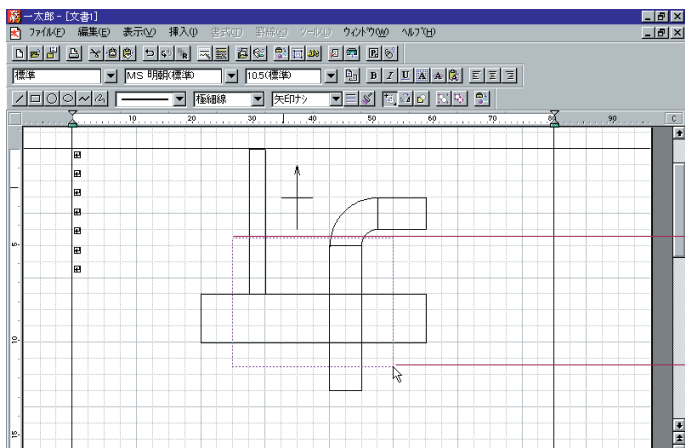 一太郎 - [文書1]
ファイル(F) 編集(E) 表示(V) 挿入(I) 書式(T) 罫線(K) ツール(L) ウィンドウ(W) ヘルプ(H)
標準 MS 明朝(標準) 10.5(標準) B I U A A
極細線 矢印ナシ
10 20 30 40 50 60 80 90 C
5
10
15